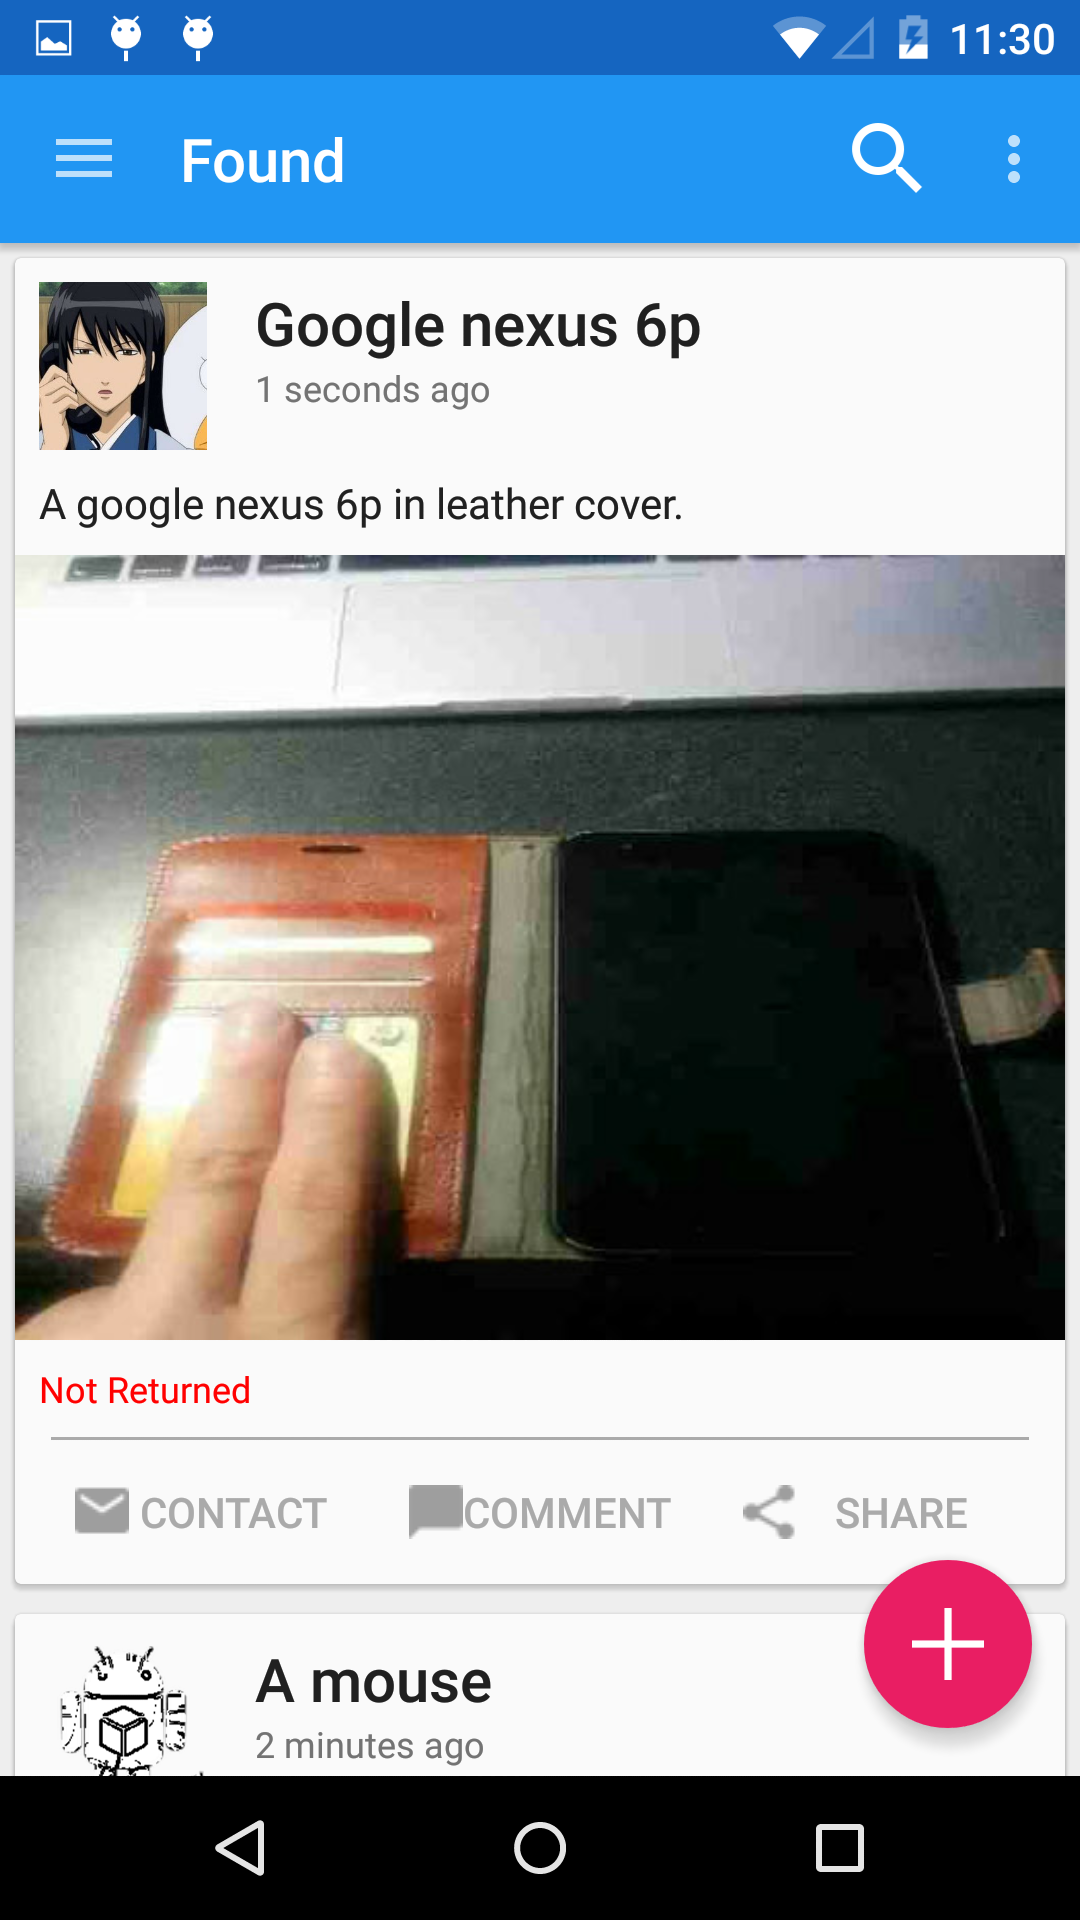 11:30
Found
Google nexus 6p
1 seconds ago
A google nexus 6p in leather cover.
Not Returned
CONTACT COMMENT SHARE
A mouse
2 minutes ago